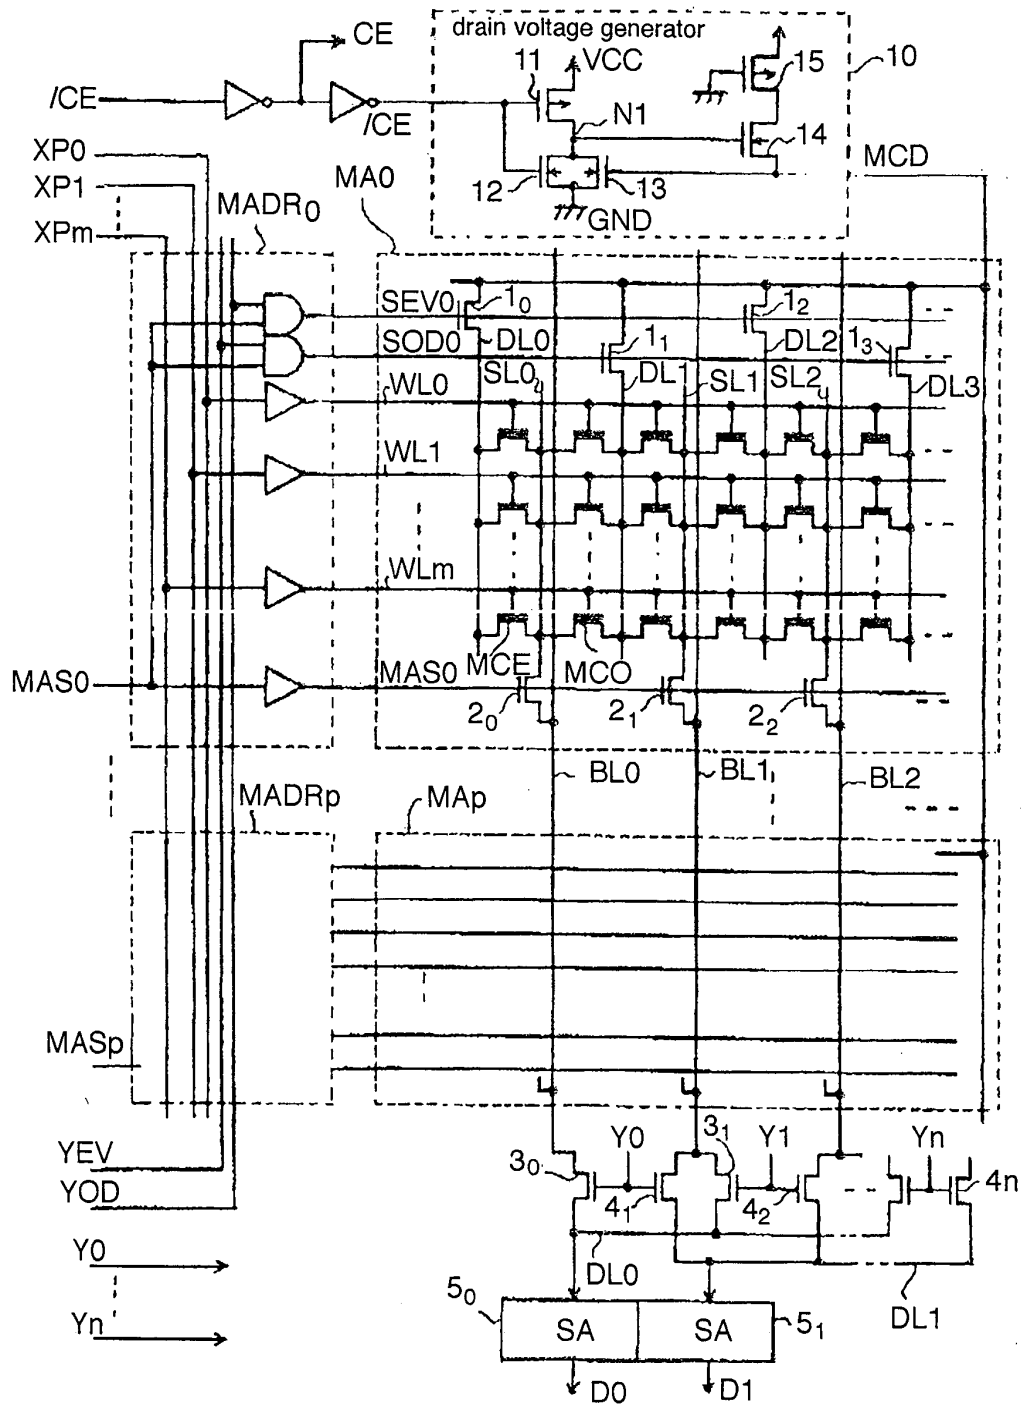 drain voltage generator
CE
11
VCC
15
10
/CE
/CE
N1
14
XP0
XP1
XPm
MADR0
MA0
12
13
GND
MCD
SEV0
10
12
SOD0
DL0
11
DL2
13
SL0
DL1
SL1
SL2
DL3
WL0
WL1
WLm
MCE
MCO
MAS0
MAS0
20
21
22
BL0
BL1
BL2
MADRp
MAp
MASp
YEV
30
Y0
31
Y1
Yn
4n
YOD
41
42
Y0
DL0
DL1
50
SA
SA
51
Yn
D0
D1